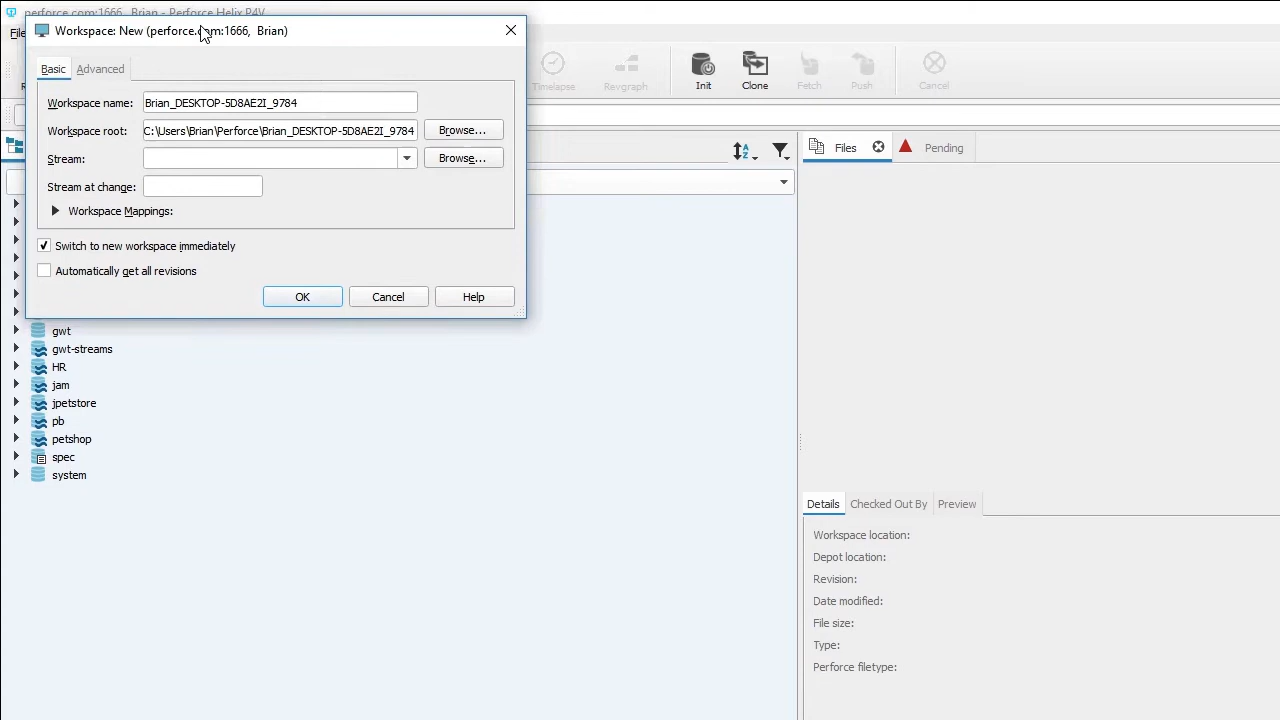 perforce.com:1666, Brian - Perforce Helix P4V
Workspace: New (perforce.com:1666, Brian)
File
Basic
Advanced
Timelapse
Revgraph
Init
Clone
Fetch
Push
Cancel
Workspace name:
Brian_DESKTOP-5D8AE2I_9784
Workspace root:
C:\Users\Brian\Perforce\Brian_DESKTOP-5D8AE2I_9784
Browse...
Stream:
Browse...
Stream at change:
Workspace Mappings:
Switch to new workspace immediately
Automatically get all revisions
OK
Cancel
Help
Files
Pending
gwt
gwt-streams
HR
jam
jpetstore
pb
petshop
spec
system
Details
Checked Out By
Preview
Workspace location:
Depot location:
Revision:
Date modified:
File size:
Type:
Perforce filetype: